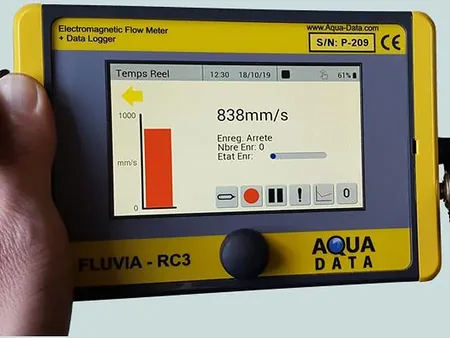 Electromagnetic Flow Meter
+ Data Logger
www.Aqua-Data.com
S/N: P-209 CE
Temps Reel 12:30 18/10/19 61%
838mm/s
1000
mm/s
0
Enreg. Arrete
Nbre Enr: 0
Etat Enr:
! 0
FLUVIA - RC3
AQUA
DATA